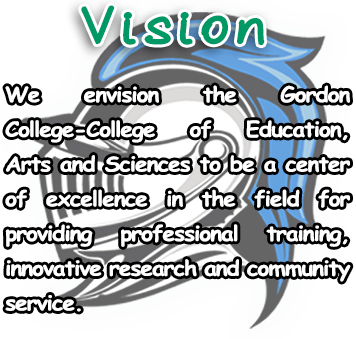 Vision
We envision the Gordon
College-College of Education,
Arts and Sciences to be a center
of excellence in the field for
providing professional training,
innovative research and community
service.